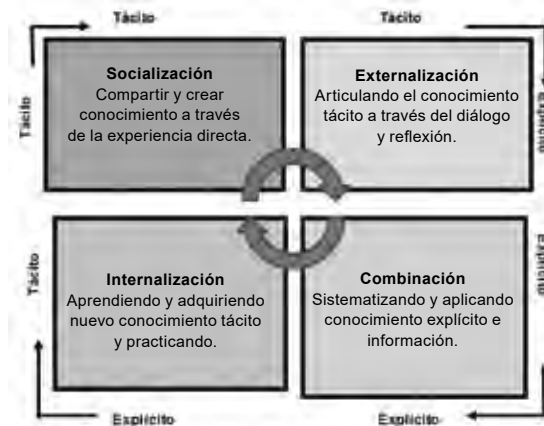 Tácito
Tácito
Tácito
Socialización
Compartir y crear
conocimiento a través
de la experiencia directa.
Externalización
Articulando el conocimiento
tácito a través del diálogo
y reflexión.
Explícito
Tácito
Internalización
Aprendiendo y adquiriendo
nuevo conocimiento tácito
y practicando.
Combinación
Sistematizando y aplicando
conocimiento explícito e
información.
Explícito
Explícito
Explícito